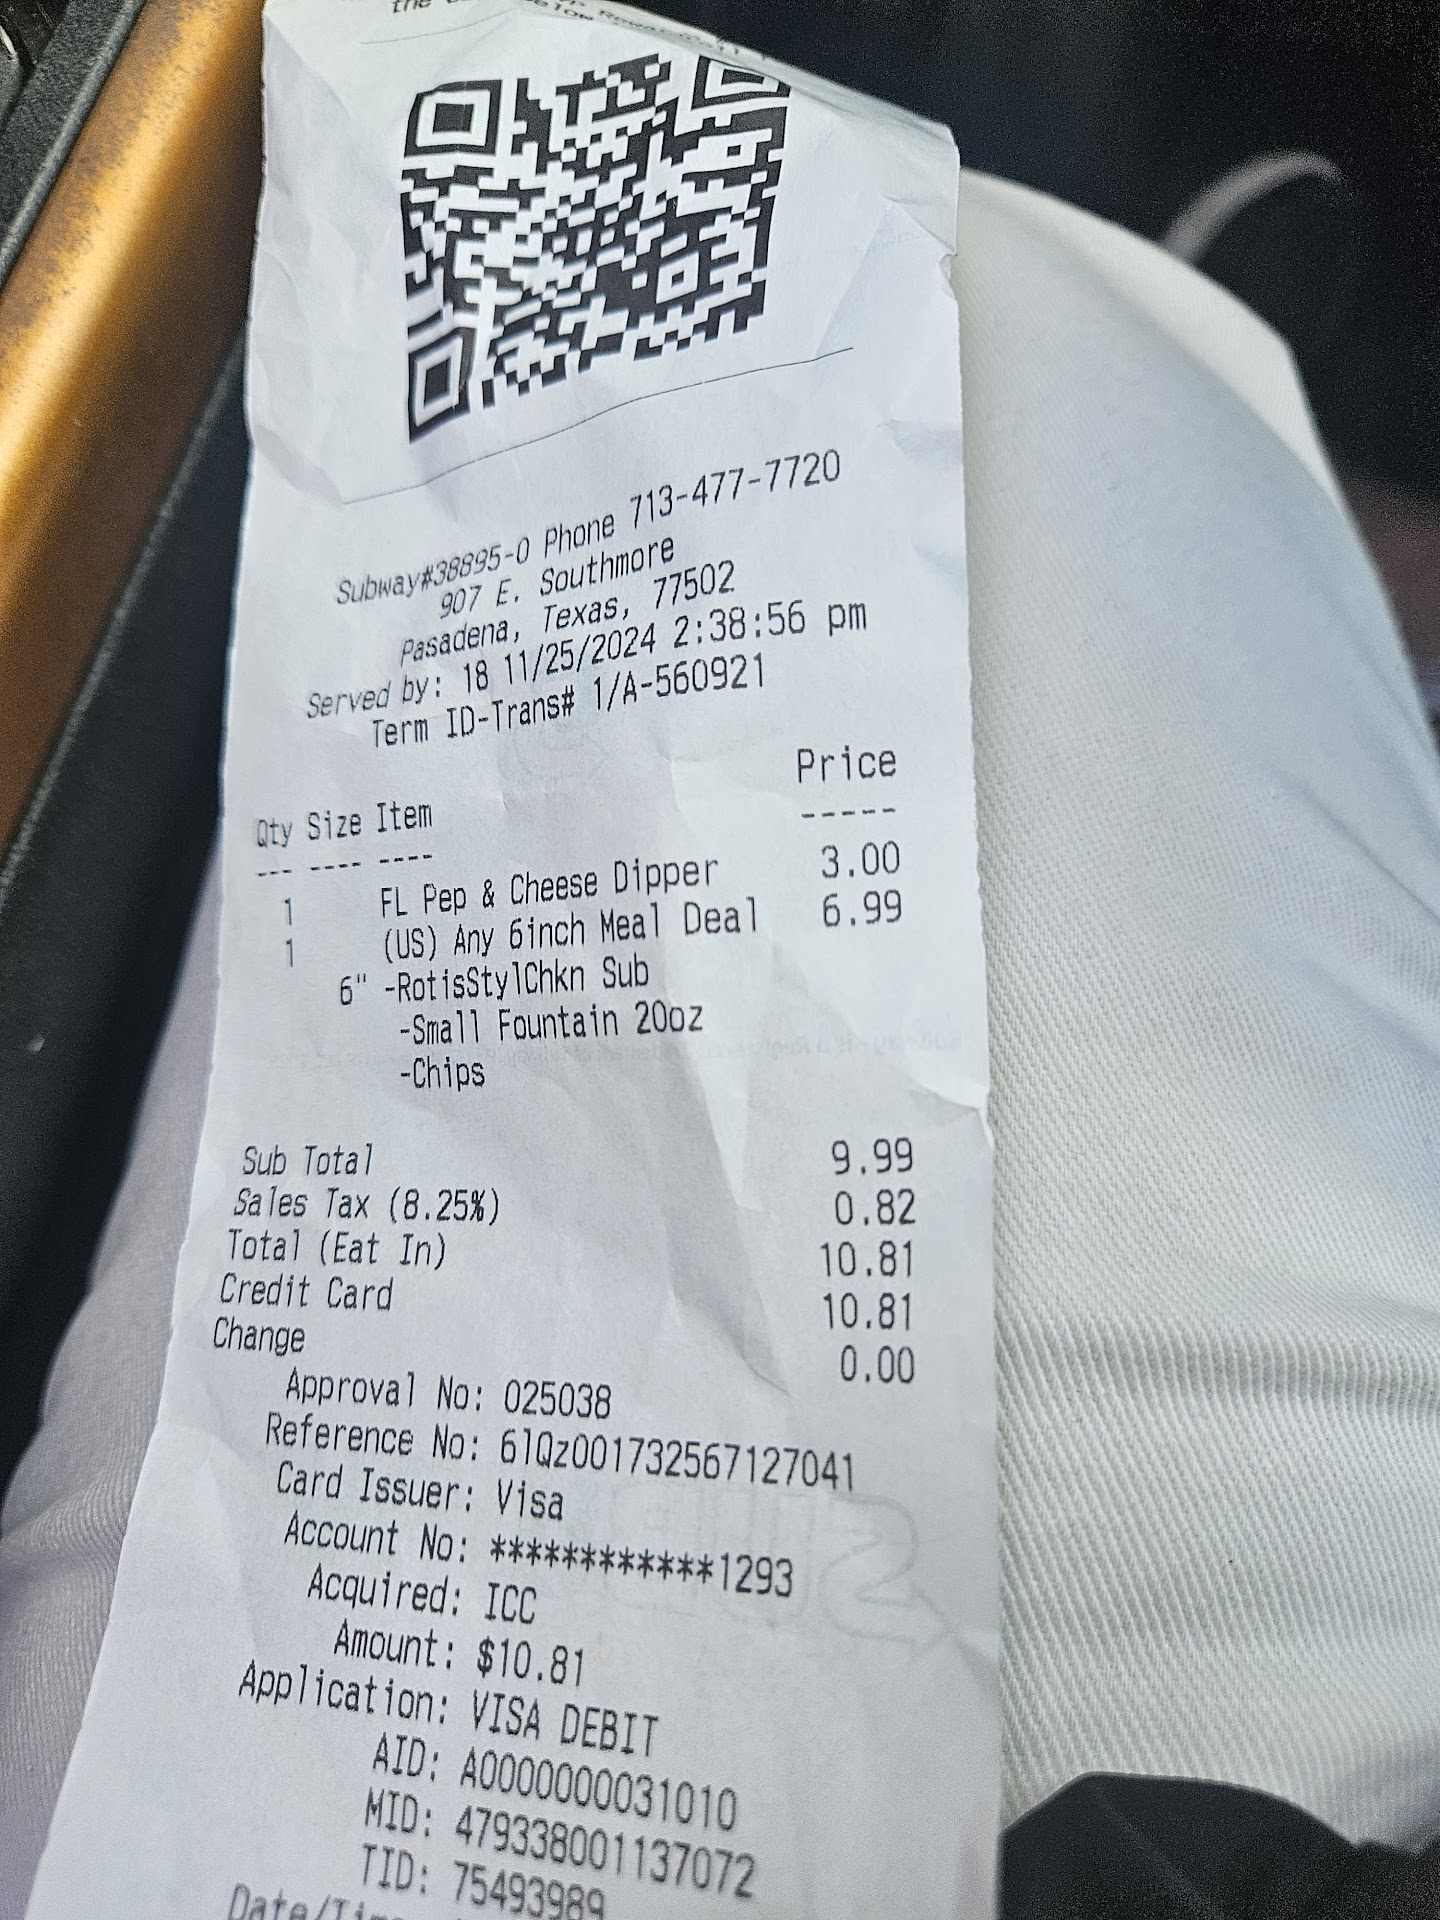 the
Subway#38895-0 Phone 713-477-7720
907 E. Southmore
Pasadena, Texas, 77502
Served by: 18 11/25/2024 2:38:56 pm
Term ID-Trans# 1/A-560921
Qty Size Item Price
--- ---- ---- -----
1 FL Pep & Cheese Dipper 3.00
1 (US) Any 6inch Meal Deal 6.99
6" -RotisStylChkn Sub
-Small Fountain 20oz
-Chips
Sub Total 9.99
Sales Tax (8.25%) 0.82
Total (Eat In) 10.81
Credit Card 10.81
Change 0.00
Approval No: 025038
Reference No: 61Qz001732567127041
Card Issuer: Visa
Account No: ************1293
Acquired: ICC
Amount: $10.81
Application: VISA DEBIT
AID: A0000000031010
MID: 479338001137072
TID: 75493989